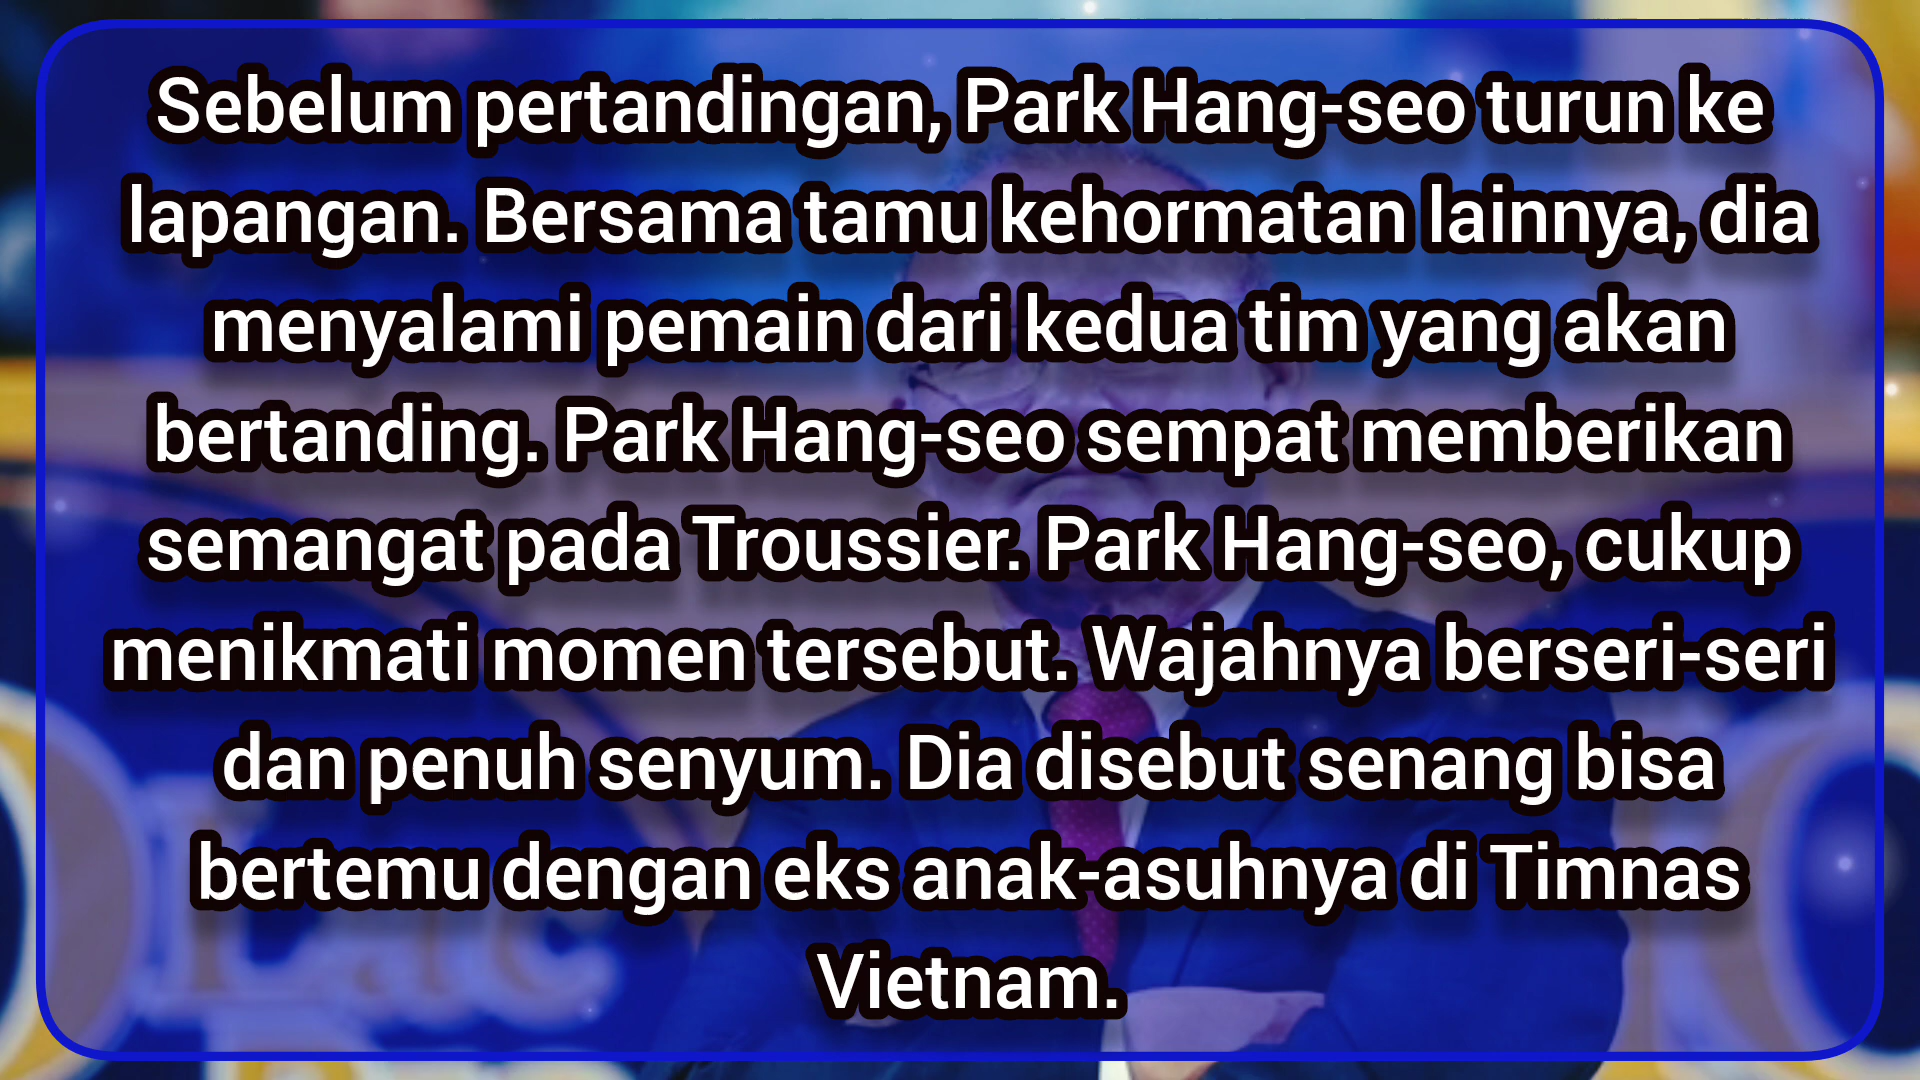 Sebelum pertandingan, Park Hang-seo turun ke
lapangan. Bersama tamu kehormatan lainnya, dia
menyalami pemain dari kedua tim yang akan
bertanding. Park Hang-seo sempat memberikan
semangat pada Troussier. Park Hang-seo, cukup
menikmati momen tersebut. Wajahnya berseri-seri
dan penuh senyum. Dia disebut senang bisa
bertemu dengan eks anak-asuhnya di Timnas
Vietnam.